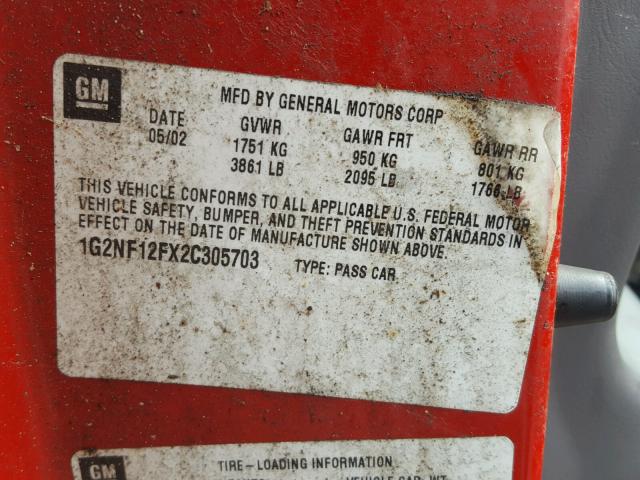 GM
MFD BY GENERAL MOTORS CORP
DATE GVWR GAWR FRT GAWR RR
05/02 1751 KG 950 KG 801 KG
3861 LB 2095 LB 1766 LB
THIS VEHICLE CONFORMS TO ALL APPLICABLE U.S. FEDERAL MOTOR
VEHICLE SAFETY, BUMPER, AND THEFT PREVENTION STANDARDS IN
EFFECT ON THE DATE OF MANUFACTURE SHOWN ABOVE.
1G2NF12FX2C305703 TYPE: PASS CAR
GM
TIRE-LOADING INFORMATION
VEHICLE CAP. WT.